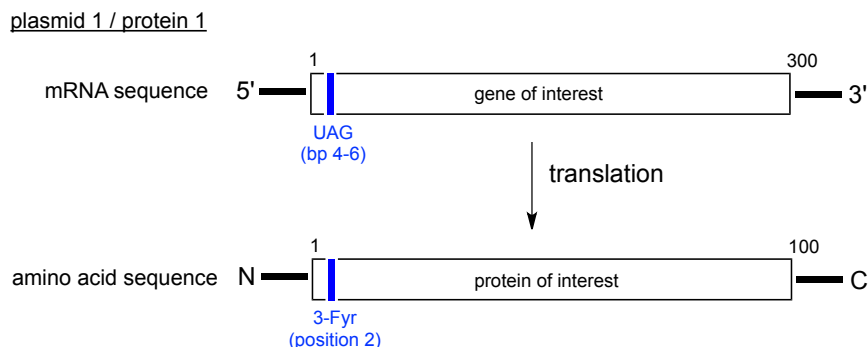 plasmid 1 / protein 1
1 300
mRNA sequence 5' gene of interest 3'
UAG
(bp 4-6)
translation
1 100
amino acid sequence N protein of interest C
3-Fyr
(position 2)